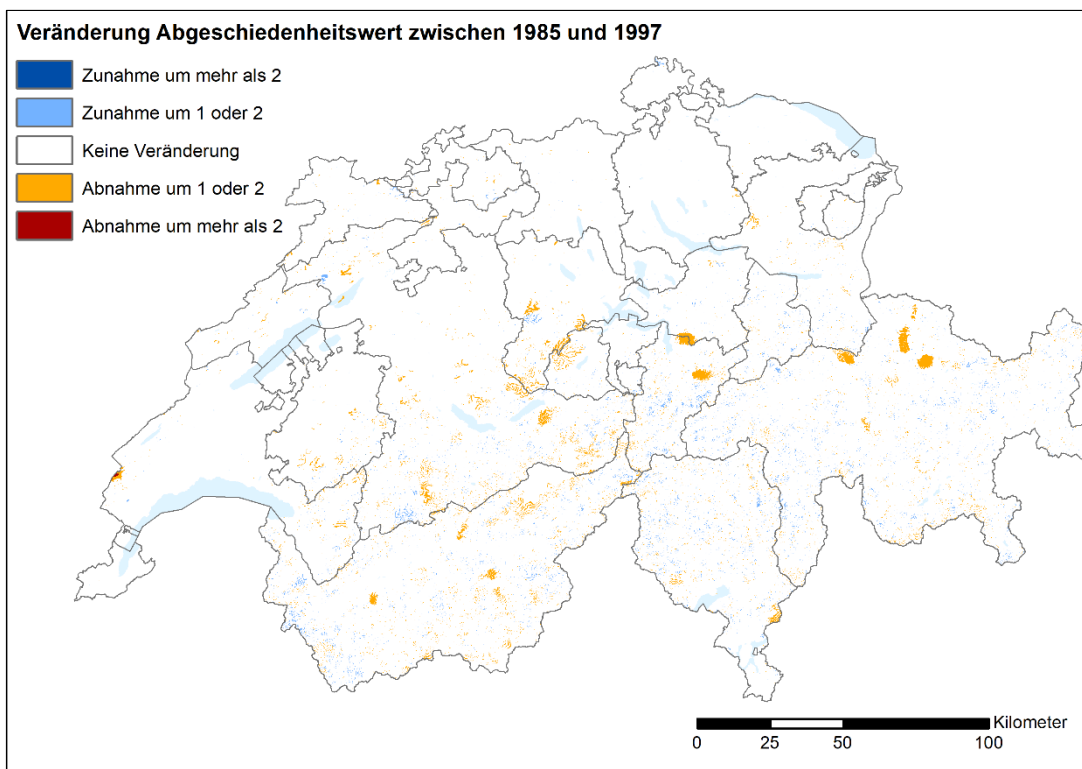 Veränderung Abgeschiedenheitswert zwischen 1985 und 1997
Zunahme um mehr als 2
Zunahme um 1 oder 2
Keine Veränderung
Abnahme um 1 oder 2
Abnahme um mehr als 2
Kilometer
0 25 50 100